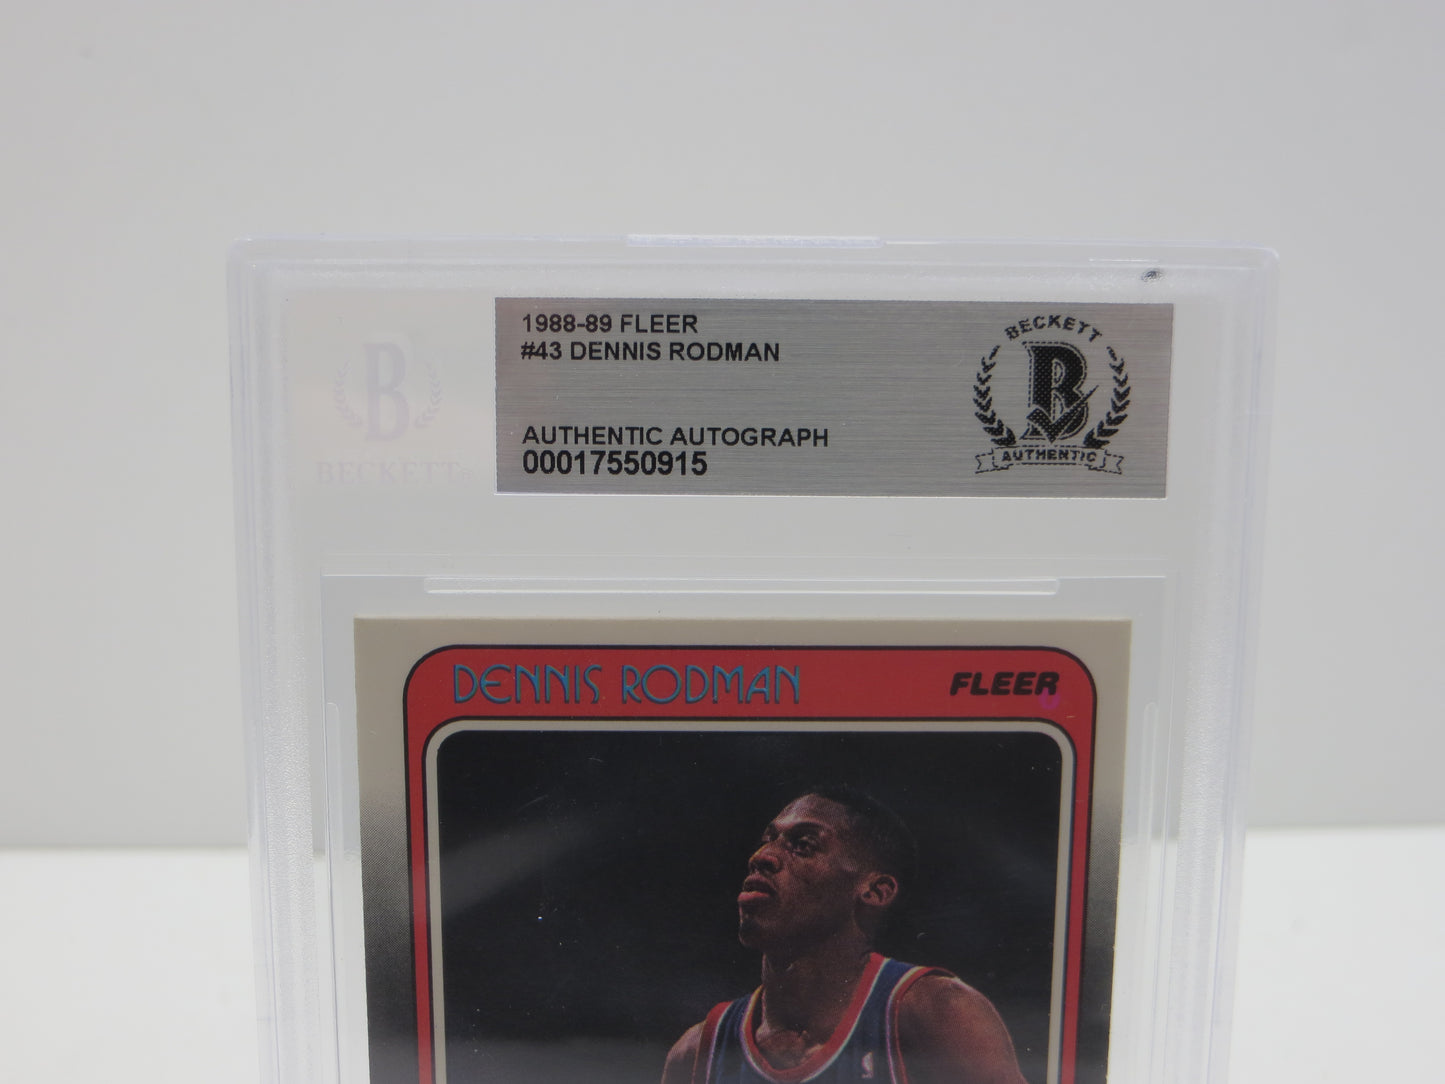 1988-89 FLEER
#43 DENNIS RODMAN
AUTHENTIC AUTOGRAPH
00017550915
BECKETT
B
AUTHENTIC
B
BECKETT®
DENNIS RODMAN
FLEER